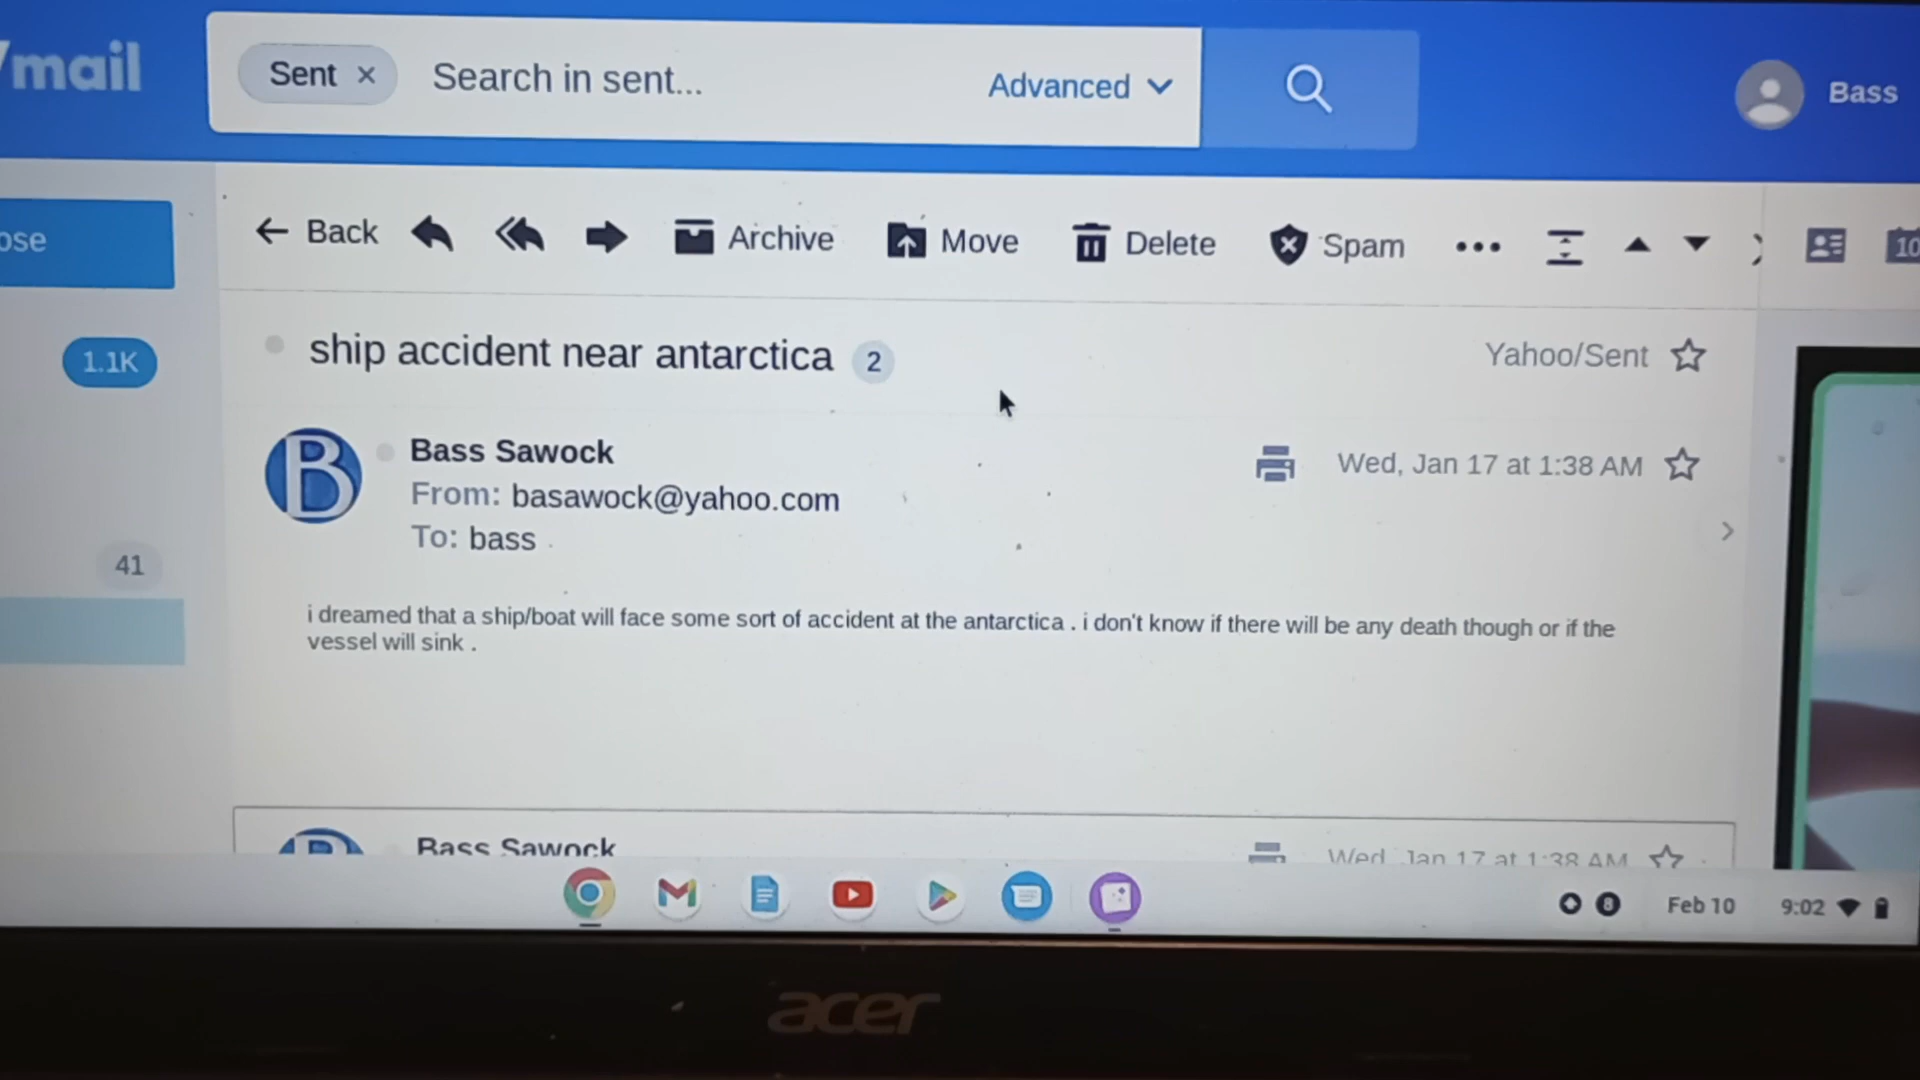 mail
Sent
Search in sent...
Advanced
Bass
ose
Back
Archive
Move
Delete
Spam
10
1.1K
ship accident near antarctica 2
Yahoo/Sent
Bass Sawock
Wed, Jan 17 at 1:38 AM
From: basawock@yahoo.com
To: bass
41
i dreamed that a ship/boat will face some sort of accident at the antarctica . i don't know if there will be any death though or if the
vessel will sink .
Bass Sawock
Wed, Jan 17 at 1:38 AM
8
Feb 10
9:02
acer